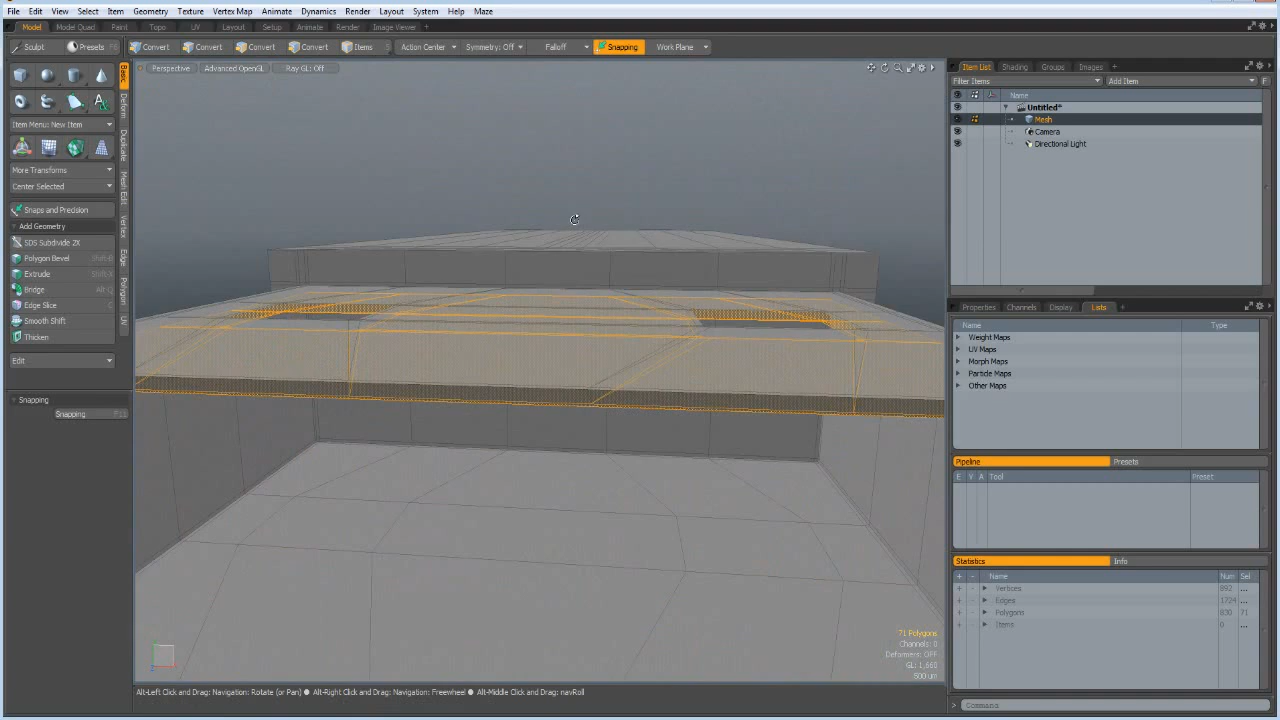 File Edit View Select Item Geometry Texture Vertex Map Animate Dynamics Render Layout System Help Maze
Model Model Quad Paint Topo UV Layout Setup Animate Render Image Viewer +
Sculpt Presets F6 Convert Convert Convert Convert Items 5 Action Center Symmetry: Off Falloff Snapping Work Plane
Perspective Advanced OpenGL Ray GL: Off
Item List Shading Groups Images +
Filter Items Add Item F
Name
Untitled*
Mesh
Camera
Directional Light
Basic
Deform
Duplicate
Mesh Edit
Vertex
Edge
Polygon
UV
Item Menu: New Item
More Transforms
Center Selected
Snaps and Precision
Add Geometry
SDS Subdivide 2X
Polygon Bevel
Extrude Shift-X
Bridge
Edge Slice
Smooth Shift
Thicken
Edit
Snapping
Snapping F11
Properties Channels Display Lists +
Name Type
Weight Maps
UV Maps
Morph Maps
Particle Maps
Other Maps
Pipeline Presets
E V A Tool Preset
Statistics Info
+ - Name Num Sel
+ - Vertices 892 ...
+ - Edges 1724 ...
+ - Polygons 830 71
+ - Items 0 ...
71 Polygons
Channels: 0
Deformers: OFF
GL: 1,660
500 um
Alt-Left Click and Drag: Navigation: Rotate (or Pan) ● Alt-Right Click and Drag: Navigation: Freewheel ● Alt-Middle Click and Drag: navRoll
Command